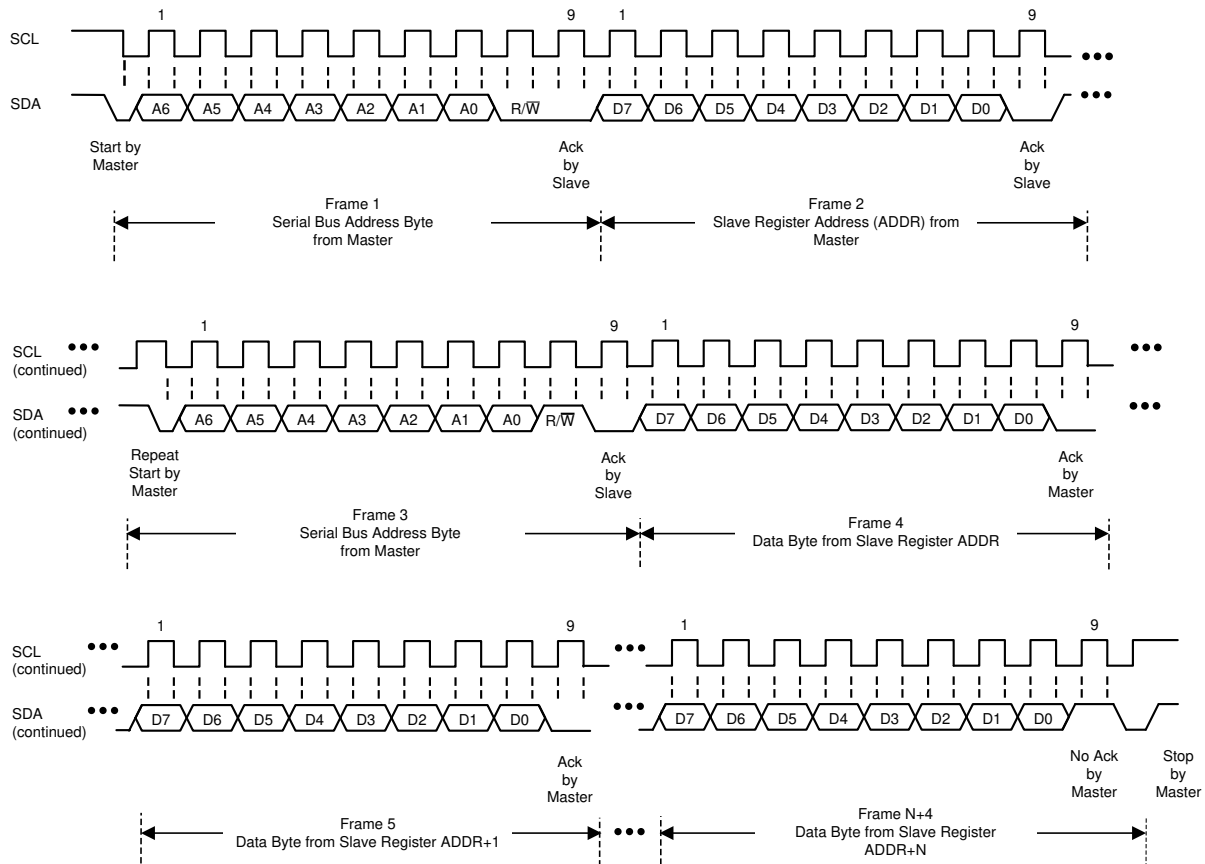 1 9 1 9
SCL
SDA A6 A5 A4 A3 A2 A1 A0 R/W̅ D7 D6 D5 D4 D3 D2 D1 D0
Start by
Master
Ack
by
Slave
Ack
by
Slave
Frame 1
Serial Bus Address Byte
from Master
Frame 2
Slave Register Address (ADDR) from
Master
1 9 1 9
SCL
(continued)
SDA
(continued)
A6 A5 A4 A3 A2 A1 A0 R/W̅ D7 D6 D5 D4 D3 D2 D1 D0
Repeat
Start by
Master
Ack
by
Slave
Ack
by
Master
Frame 3
Serial Bus Address Byte
from Master
Frame 4
Data Byte from Slave Register ADDR
1 9 1 9
SCL
(continued)
SDA
(continued)
D7 D6 D5 D4 D3 D2 D1 D0 D7 D6 D5 D4 D3 D2 D1 D0
Ack
by
Master
No Ack
by
Master
Stop
by
Master
Frame 5
Data Byte from Slave Register ADDR+1
Frame N+4
Data Byte from Slave Register
ADDR+N